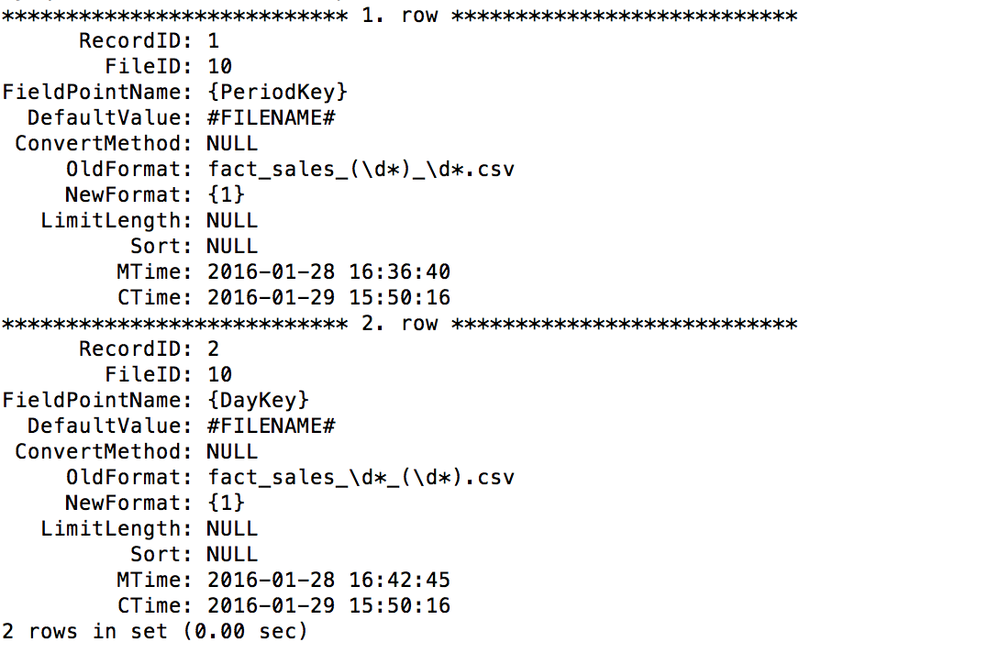 *************************** 1. row ***************************
RecordID: 1
FileID: 10
FieldPointName: {PeriodKey}
DefaultValue: #FILENAME#
ConvertMethod: NULL
OldFormat: fact_sales_(\d*)_\d*.csv
NewFormat: {1}
LimitLength: NULL
Sort: NULL
MTime: 2016-01-28 16:36:40
CTime: 2016-01-29 15:50:16
*************************** 2. row ***************************
RecordID: 2
FileID: 10
FieldPointName: {DayKey}
DefaultValue: #FILENAME#
ConvertMethod: NULL
OldFormat: fact_sales_\d*_(\d*).csv
NewFormat: {1}
LimitLength: NULL
Sort: NULL
MTime: 2016-01-28 16:42:45
CTime: 2016-01-29 15:50:16
2 rows in set (0.00 sec)